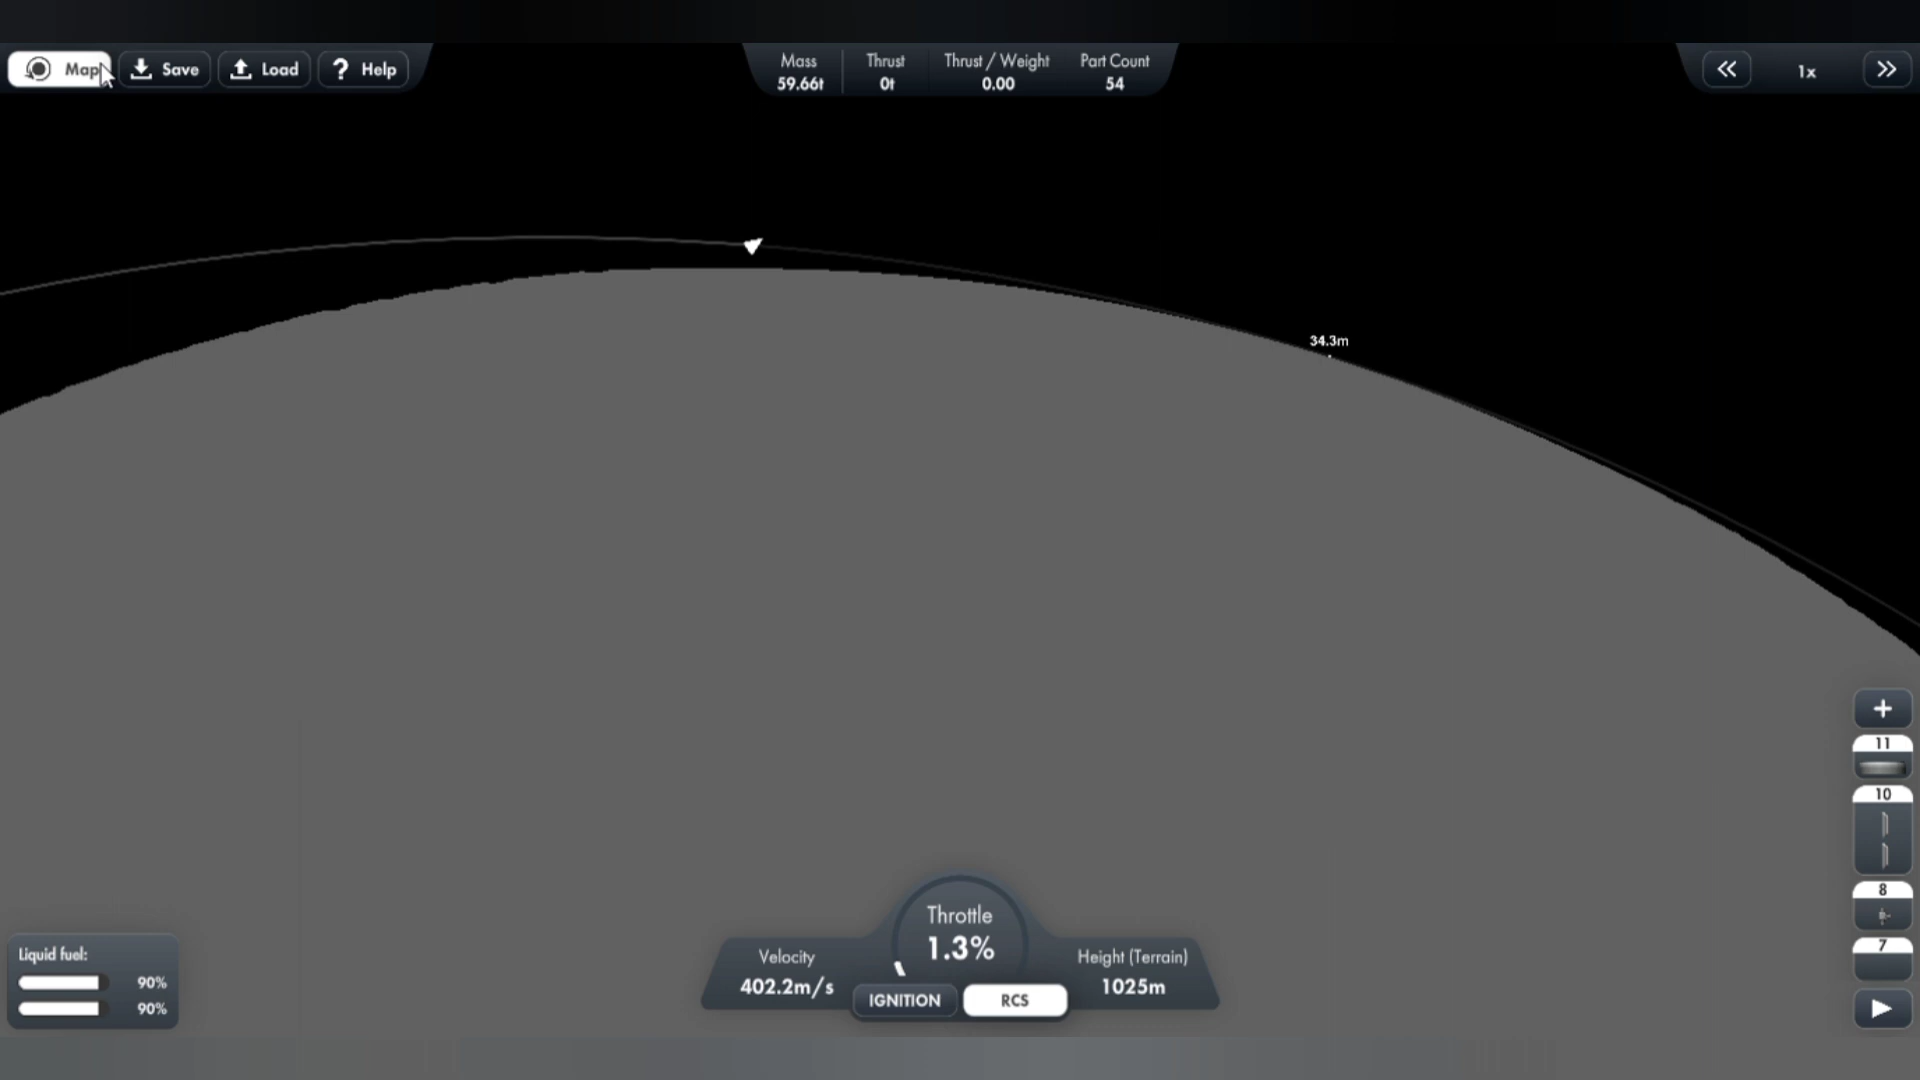 Map
Save
Load
? Help
Mass
59.66t
Thrust
0t
Thrust / Weight
0.00
Part Count
54
1x
34.3m
+
11
10
8
7
Liquid fuel:
90%
90%
Throttle
1.3%
Velocity
402.2m/s
Height (Terrain)
1025m
IGNITION
RCS